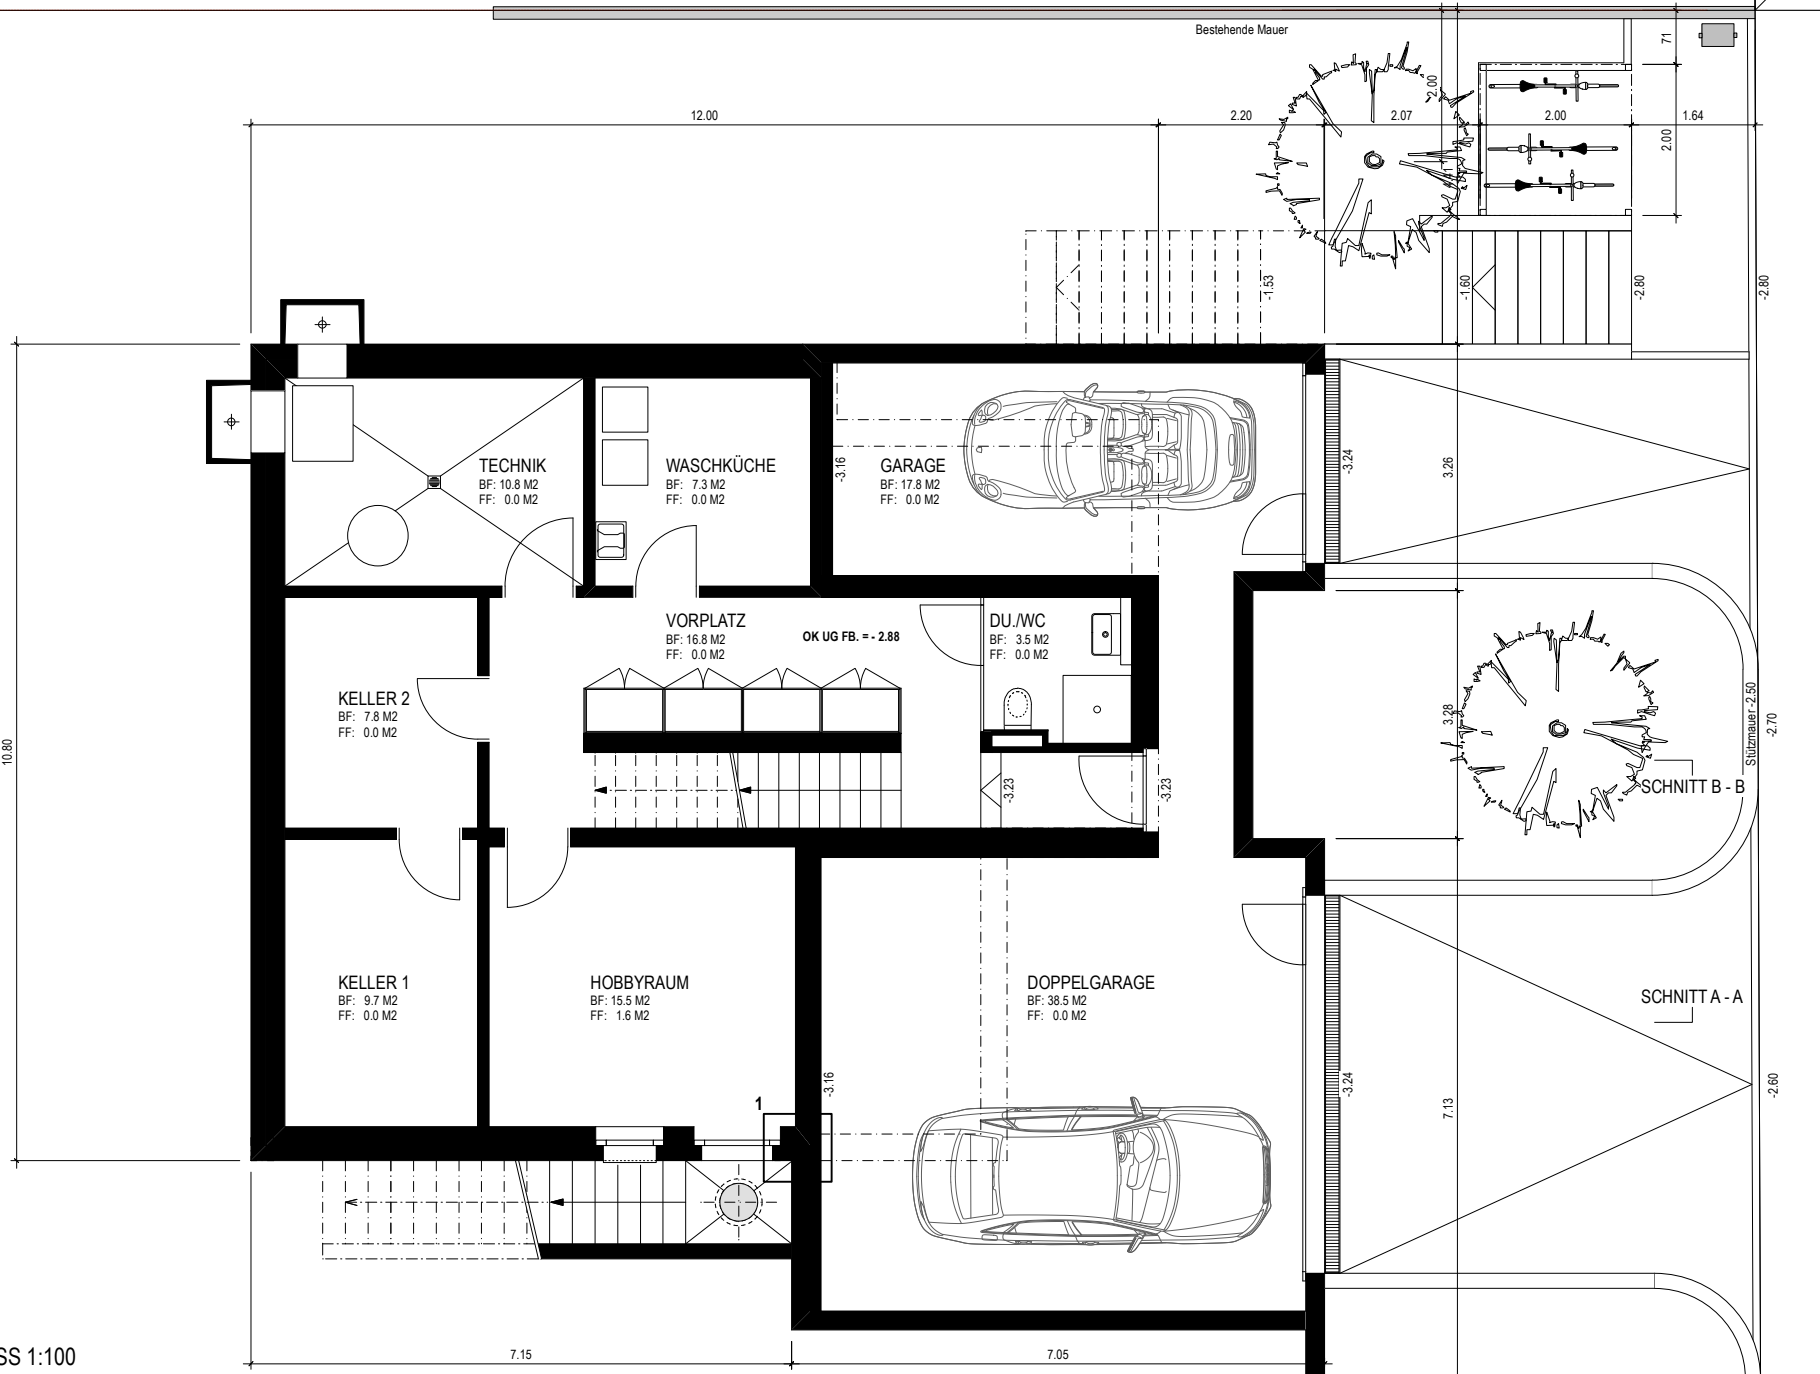 Bestehende Mauer
71
12.00
2.20
2.00
2.07
2.00
1.64
2.00
-1.53
-1.60
-2.80
-2.80
10.80
TECHNIK
BF: 10.8 M2
FF: 0.0 M2
WASCHKÜCHE
BF: 7.3 M2
FF: 0.0 M2
-3.16
GARAGE
BF: 17.8 M2
FF: 0.0 M2
-3.24
3.26
VORPLATZ
BF: 16.8 M2
FF: 0.0 M2
OK UG FB. = - 2.88
DU./WC
BF: 3.5 M2
FF: 0.0 M2
KELLER 2
BF: 7.8 M2
FF: 0.0 M2
3.28
Stützmauer -2.50
-2.70
-3.23
-3.23
SCHNITT B - B
KELLER 1
BF: 9.7 M2
FF: 0.0 M2
HOBBYRAUM
BF: 15.5 M2
FF: 1.6 M2
DOPPELGARAGE
BF: 38.5 M2
FF: 0.0 M2
SCHNITT A - A
-3.16
-3.24
7.13
-2.60
1
7.15
7.05
SS 1:100